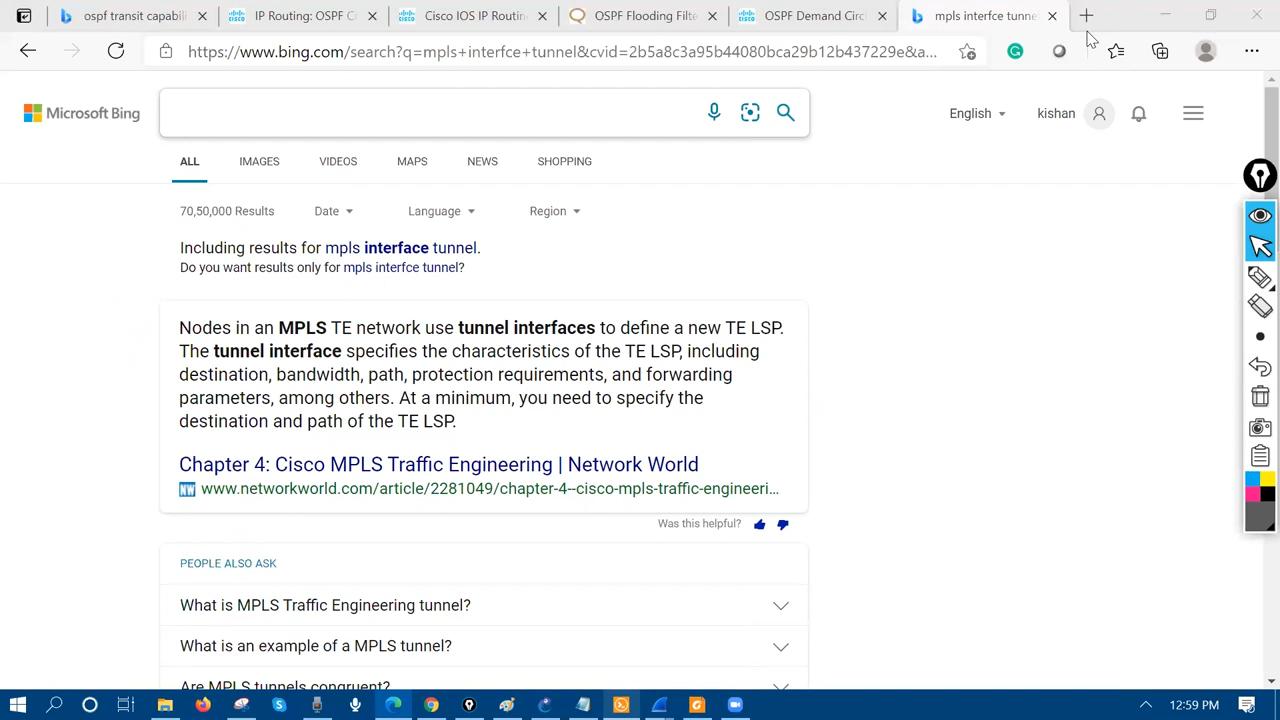 ospf transit capabili
IP Routing: OSPF C
Cisco IOS IP Routin
OSPF Flooding Filte
OSPF Demand Circ
mpls interfce tunne
https://www.bing.com/search?q=mpls+interfce+tunnel&cvid=2b5a8c3a95b44080bca29b12b437229e&a...
Microsoft Bing
English
kishan
ALL
IMAGES
VIDEOS
MAPS
NEWS
SHOPPING
70,50,000 Results
Date
Language
Region
Including results for mpls interface tunnel.
Do you want results only for mpls interfce tunnel?
Nodes in an MPLS TE network use tunnel interfaces to define a new TE LSP.
The tunnel interface specifies the characteristics of the TE LSP, including
destination, bandwidth, path, protection requirements, and forwarding
parameters, among others. At a minimum, you need to specify the
destination and path of the TE LSP.
Chapter 4: Cisco MPLS Traffic Engineering | Network World
NW www.networkworld.com/article/2281049/chapter-4--cisco-mpls-traffic-engineeri...
Was this helpful?
PEOPLE ALSO ASK
What is MPLS Traffic Engineering tunnel?
What is an example of a MPLS tunnel?
Are MPLS tunnels congruent?
12:59 PM